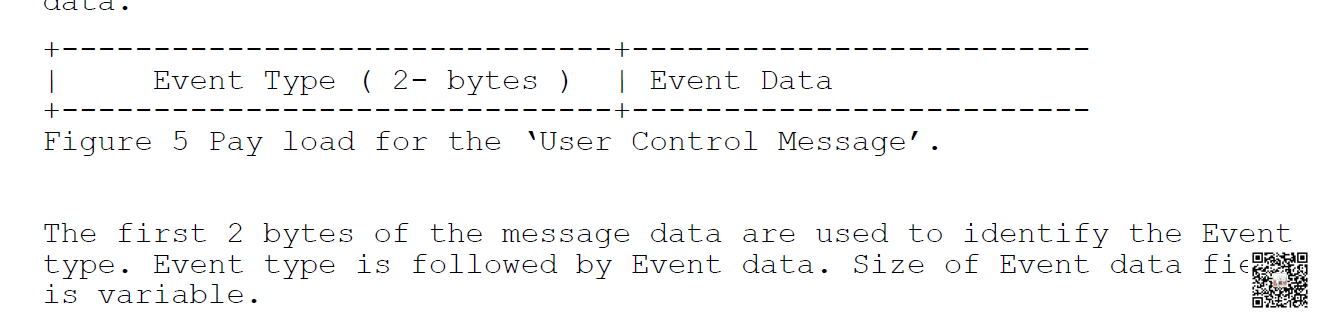 data.
+------------------------------+-------------------------
|     Event Type ( 2- bytes )  | Event Data
+------------------------------+-------------------------
Figure 5 Pay load for the ‘User Control Message’.
The first 2 bytes of the message data are used to identify the Event
type. Event type is followed by Event data. Size of Event data
is variable.